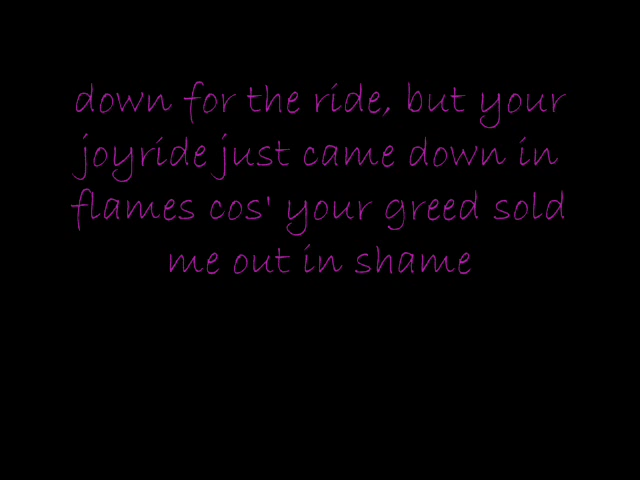 down for the ride, but your
joyride just came down in
flames cos' your greed sold
me out in shame